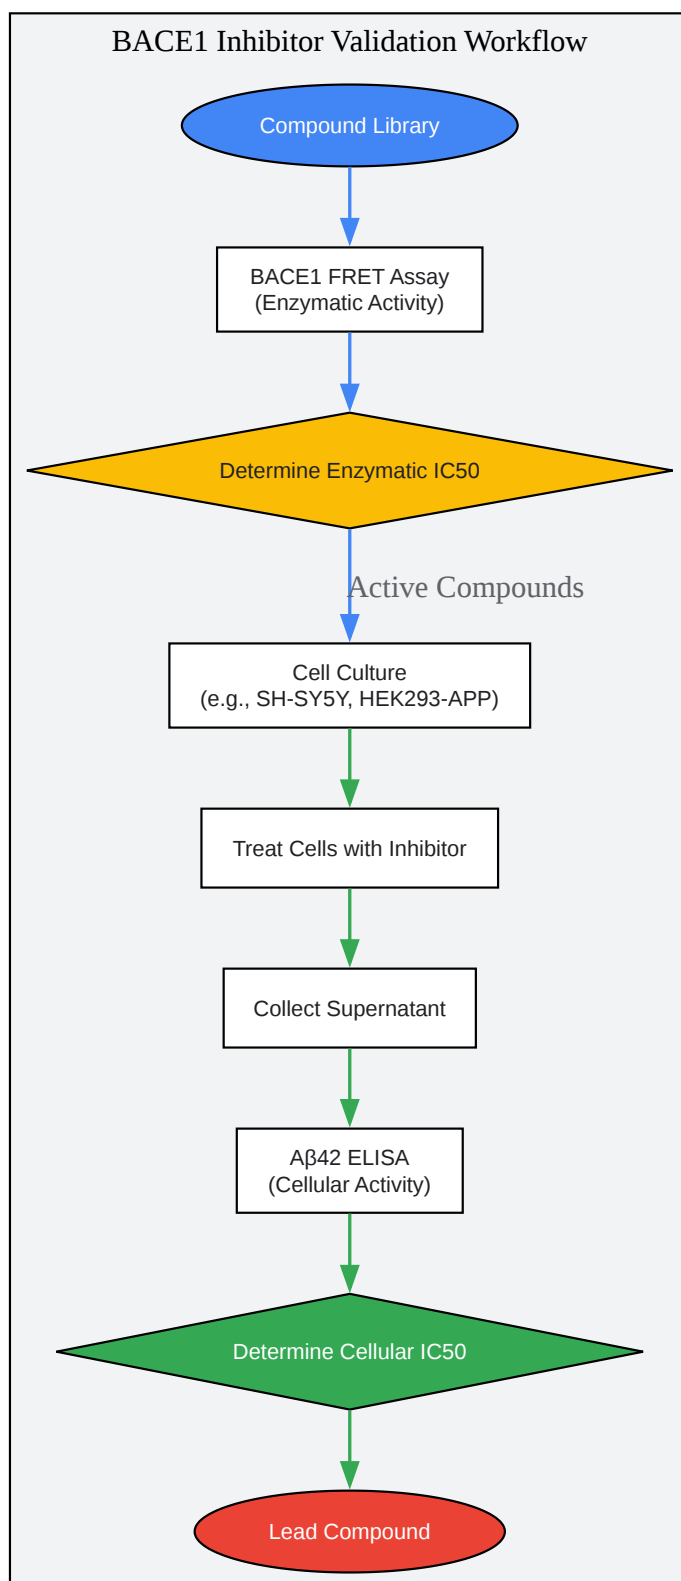 BACE1 Inhibitor Validation Workflow
Compound Library
BACE1 FRET Assay
(Enzymatic Activity)
Determine Enzymatic IC50
Active Compounds
Cell Culture
(e.g., SH-SY5Y, HEK293-APP)
Treat Cells with Inhibitor
Collect Supernatant
Aβ42 ELISA
(Cellular Activity)
Determine Cellular IC50
Lead Compound